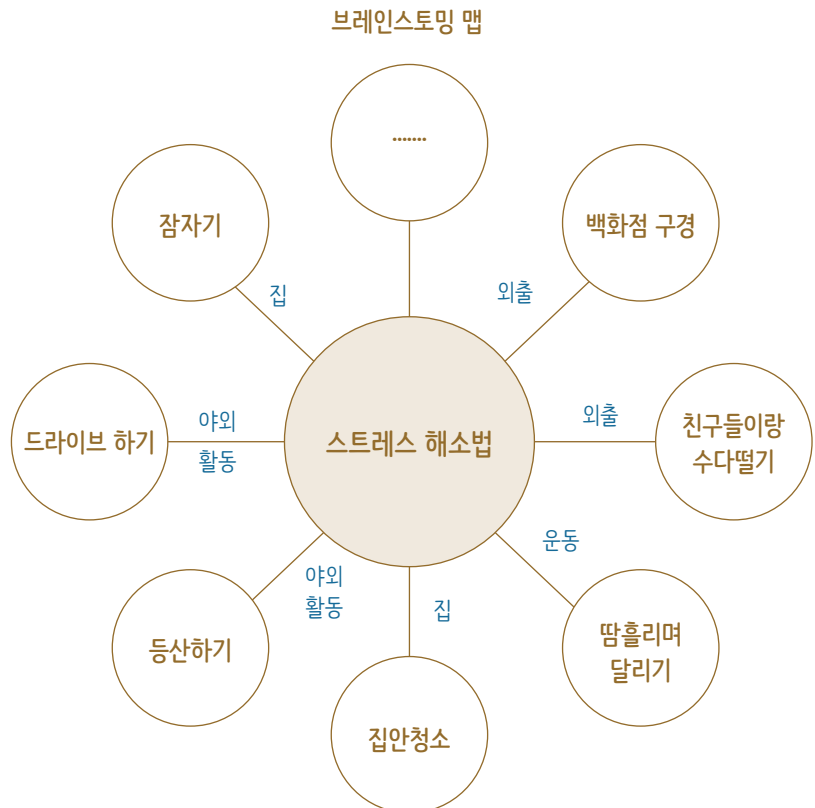 브레인스토밍 맵
.......
잠자기
백화점 구경
집
외출
드라이브 하기
야외
활동
스트레스 해소법
외출
친구들이랑
수다떨기
운동
야외
활동
집
등산하기
땀흘리며
달리기
집안청소